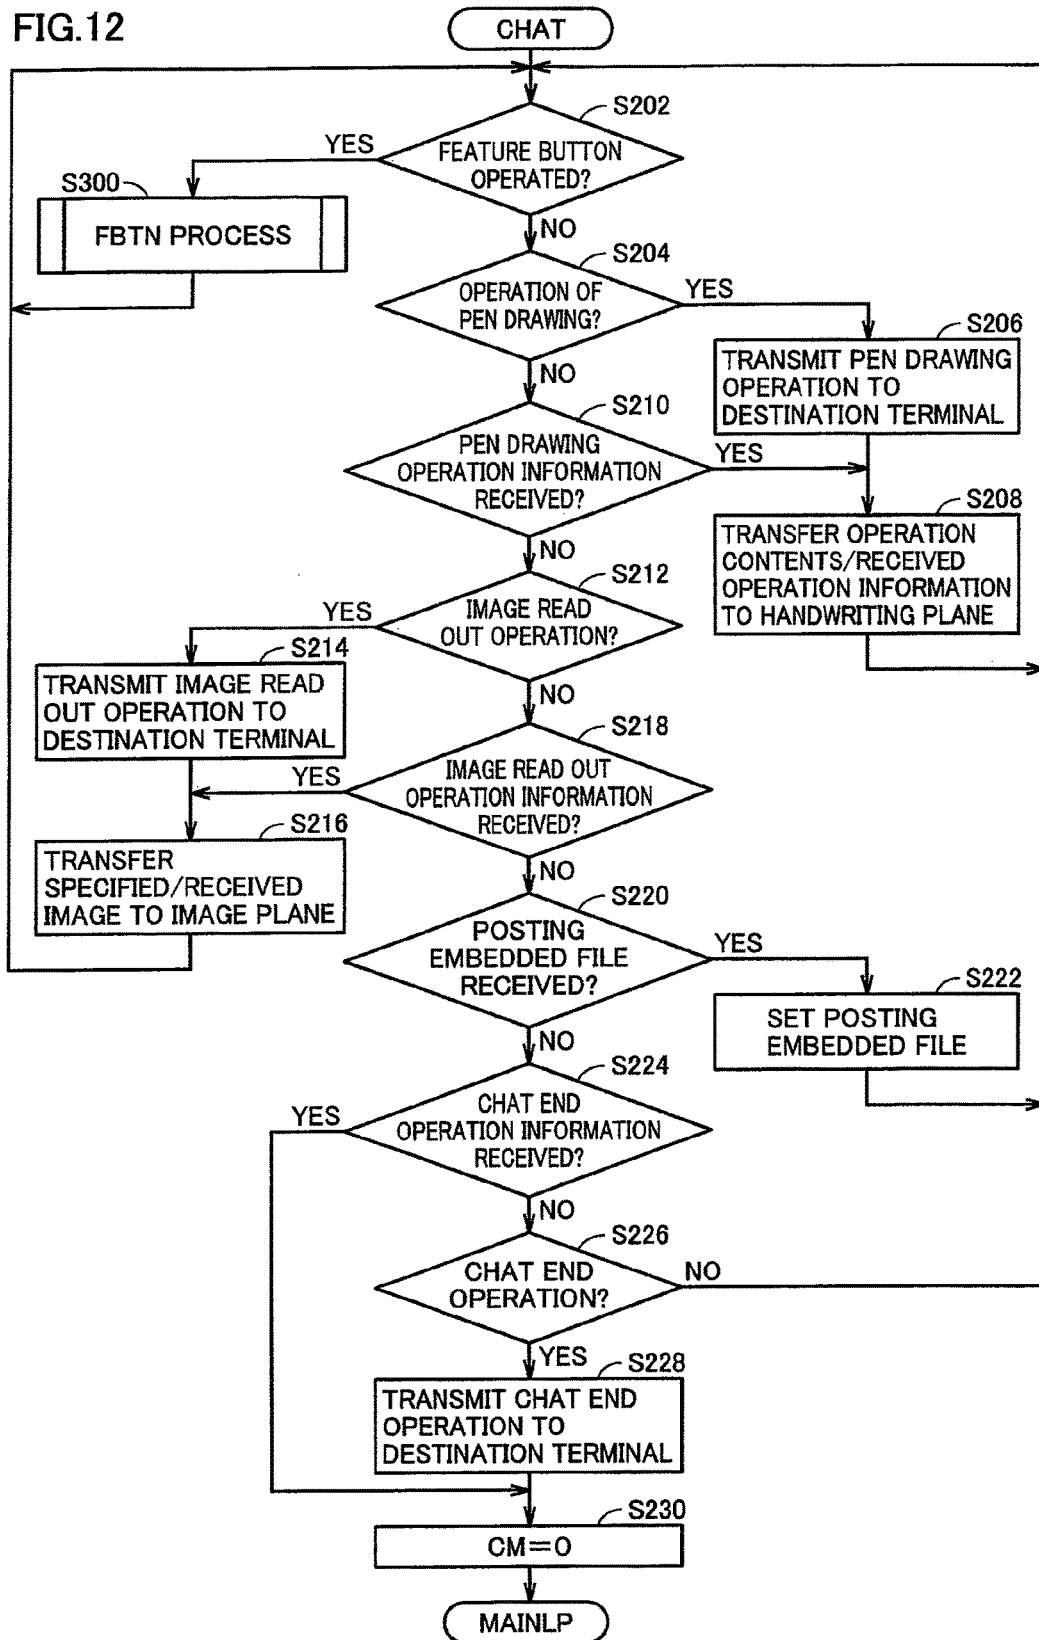 FIG.12
CHAT
S202
YES
FEATURE BUTTON
OPERATED?
S300
FBTN PROCESS
NO
S204
OPERATION OF
PEN DRAWING?
YES
S206
TRANSMIT PEN DRAWING
OPERATION TO
DESTINATION TERMINAL
NO
S210
PEN DRAWING
OPERATION INFORMATION
RECEIVED?
YES
S208
TRANSFER OPERATION
CONTENTS/RECEIVED
OPERATION INFORMATION
TO HANDWRITING PLANE
NO
S212
YES
IMAGE READ
OUT OPERATION?
S214
TRANSMIT IMAGE READ
OUT OPERATION TO
DESTINATION TERMINAL
NO
S218
YES
IMAGE READ OUT
OPERATION INFORMATION
RECEIVED?
S216
TRANSFER
SPECIFIED/RECEIVED
IMAGE TO IMAGE PLANE
NO
S220
POSTING
EMBEDDED FILE
RECEIVED?
YES
S222
SET POSTING
EMBEDDED FILE
NO
S224
YES
CHAT END
OPERATION INFORMATION
RECEIVED?
NO
S226
CHAT END
OPERATION?
NO
YES
S228
TRANSMIT CHAT END
OPERATION TO
DESTINATION TERMINAL
S230
CM=0
MAINLP